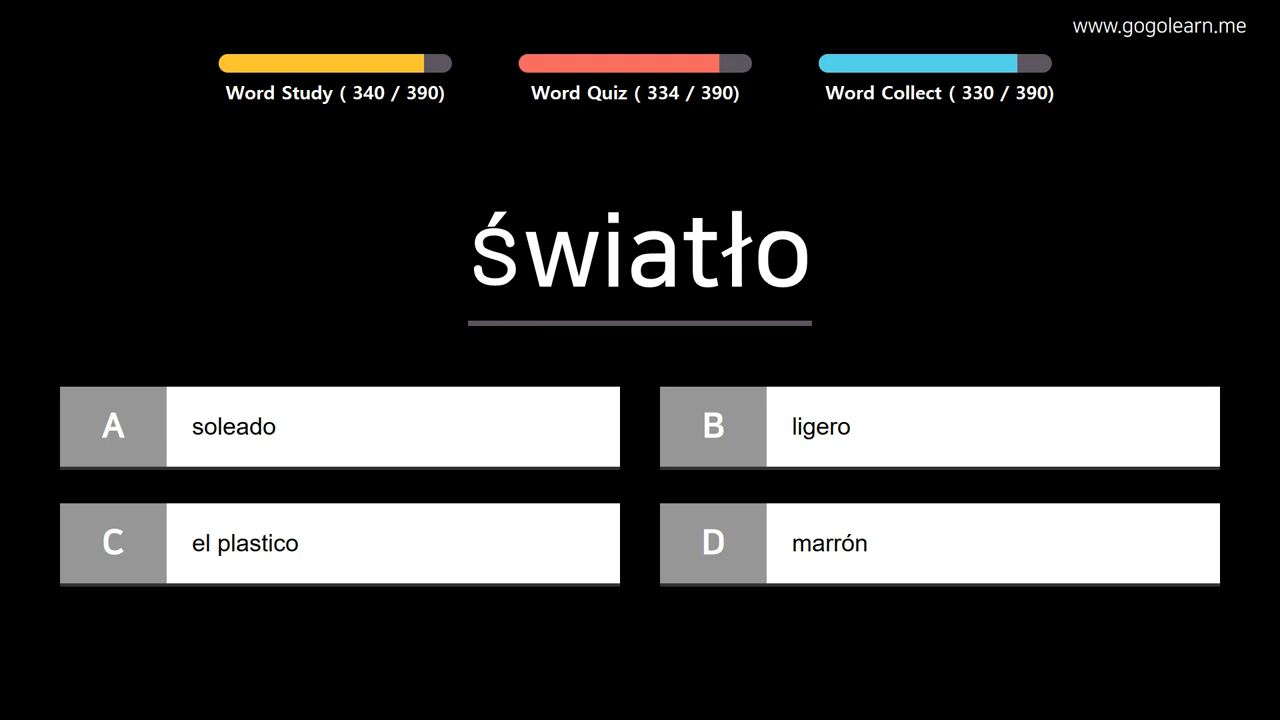 www.gogolearn.me
Word Study ( 340 / 390)
Word Quiz ( 334 / 390)
Word Collect ( 330 / 390)
światło
A soleado
B ligero
C el plastico
D marrón